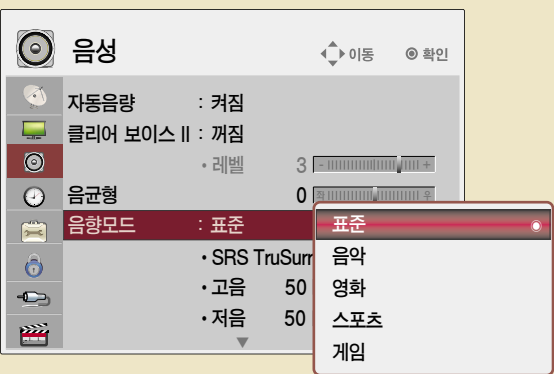 음성
이동 확인
자동음량 : 켜짐
클리어 보이스 II : 꺼짐
• 레벨 3 - +
음균형 0 좌 우
음향모드 : 표준
• SRS TruSurr
• 고음 50
• 저음 50
표준
음악
영화
스포츠
게임